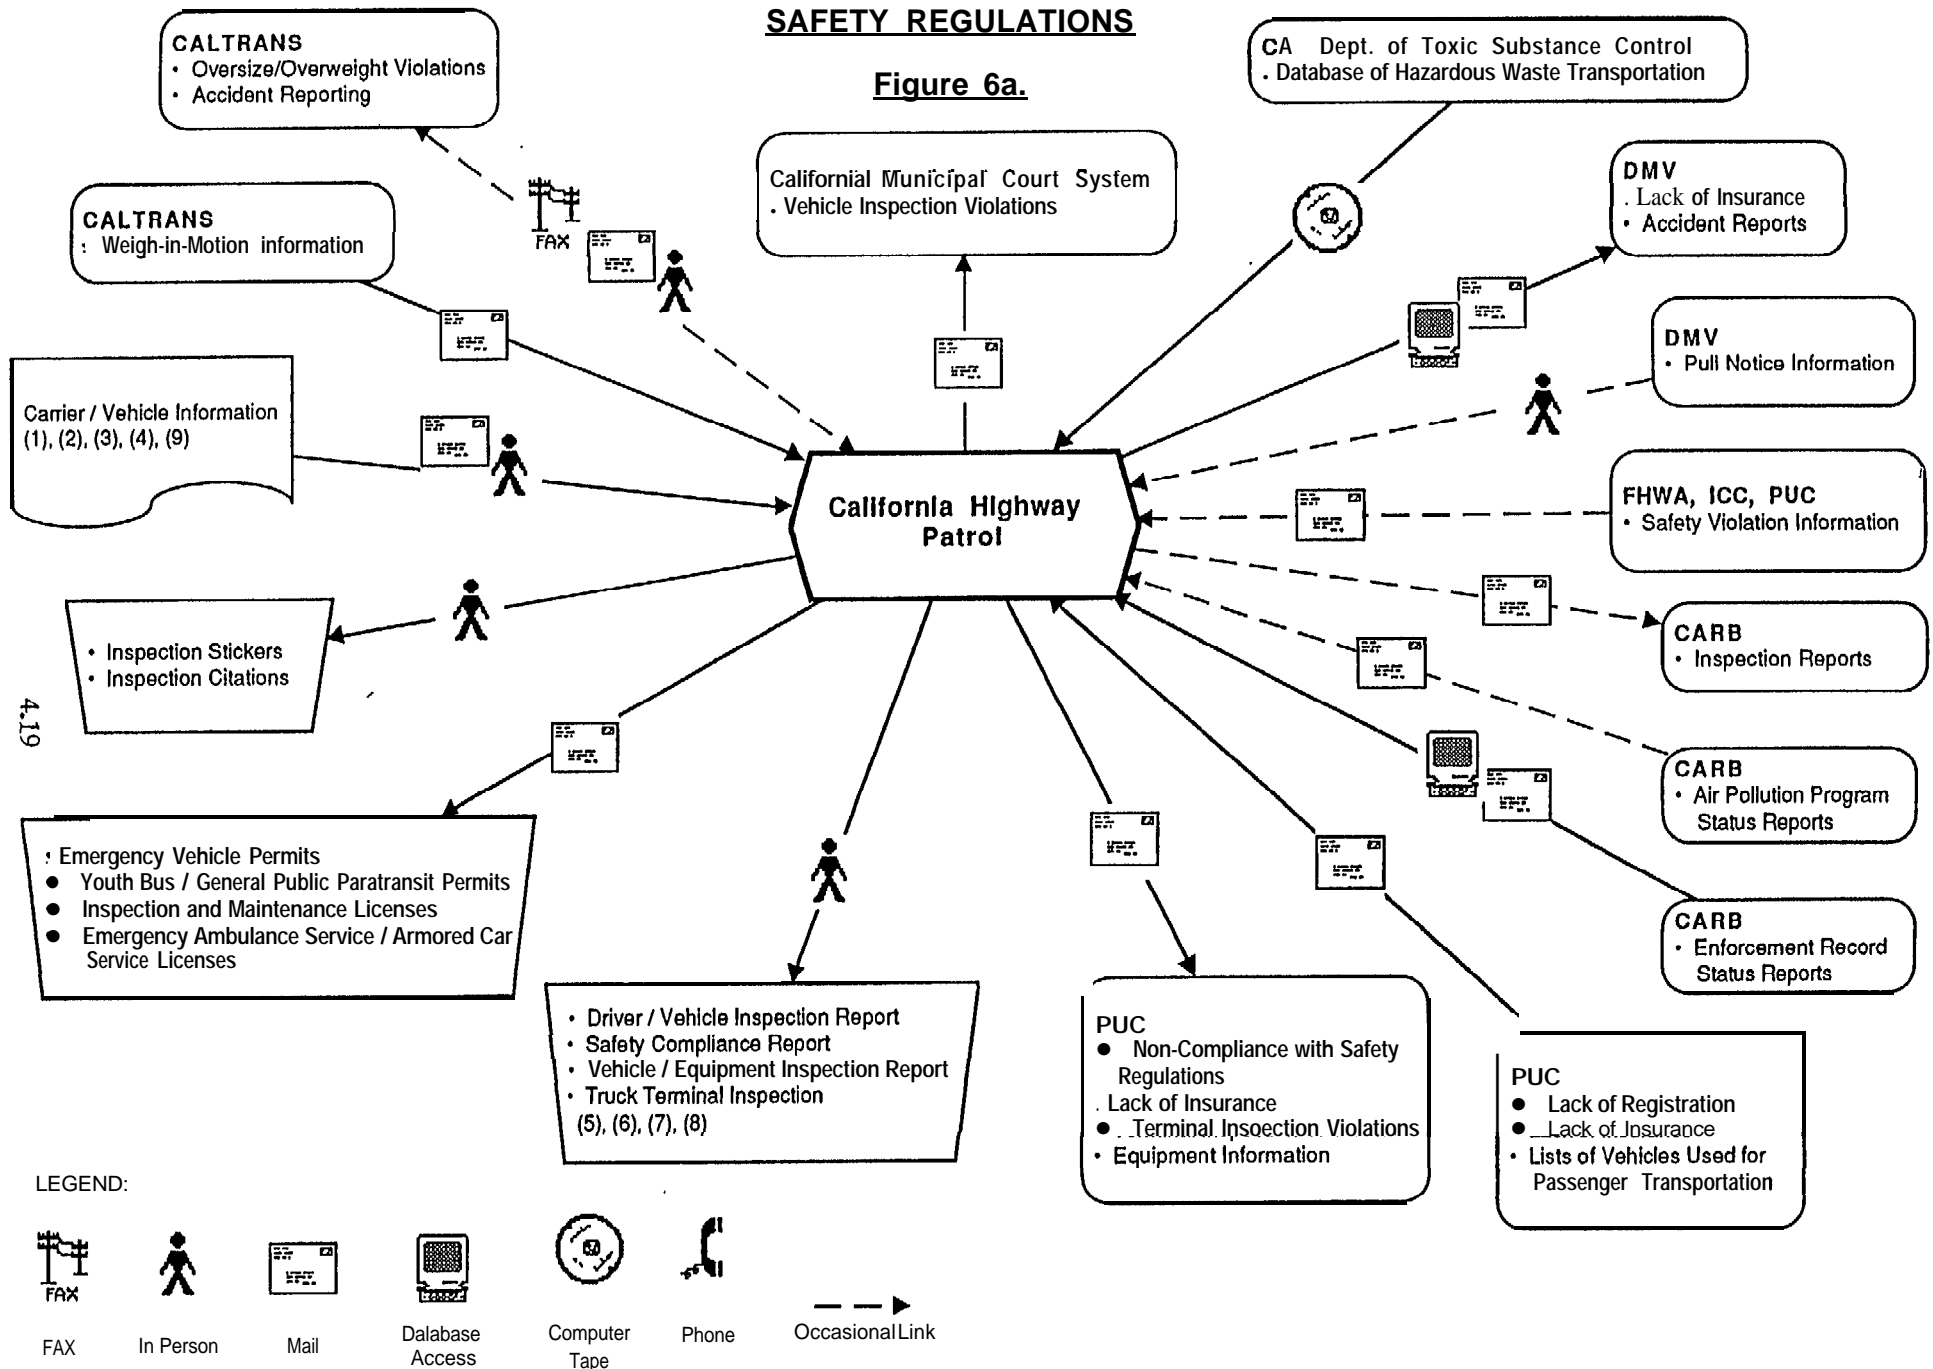 SAFETY REGULATIONS
Figure 6a.
CALTRANS
• Oversize/Overweight Violations
• Accident Reporting
CA Dept. of Toxic Substance Control
. Database of Hazardous Waste Transportation
Californial Municipal Court System
. Vehicle Inspection Violations
DMV
. Lack of Insurance
• Accident Reports
CALTRANS
: Weigh-in-Motion information
FAX
DMV
• Pull Notice Information
Carrier / Vehicle Information
(1), (2), (3), (4), (9)
California Highway
Patrol
FHWA, ICC, PUC
• Safety Violation Information
CARB
• Inspection Reports
• Inspection Stickers
• Inspection Citations
4.19
CARB
• Air Pollution Program
Status Reports
: Emergency Vehicle Permits
● Youth Bus / General Public Paratransit Permits
● Inspection and Maintenance Licenses
● Emergency Ambulance Service / Armored Car
Service Licenses
CARB
• Enforcement Record
Status Reports
• Driver / Vehicle Inspection Report
• Safety Compliance Report
• Vehicle / Equipment Inspection Report
• Truck Terminal Inspection
(5), (6), (7), (8)
PUC
● Non-Compliance with Safety
Regulations
. Lack of Insurance
● Terminal Insoection Violations
• Equipment Information
PUC
● Lack of Registration
● Lack of Insurance
• Lists of Vehicles Used for
Passenger Transportation
LEGEND:
FAX
FAX
In Person
Mail
Dalabase
Access
Computer
Tape
Phone
Occasional Link